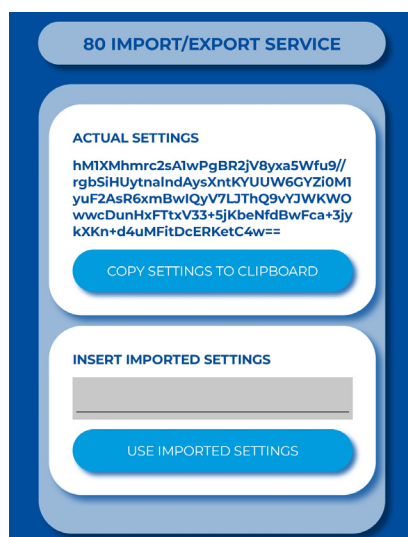 80 IMPORT/EXPORT SERVICE
ACTUAL SETTINGS
hM1XMhmrc2sA1wPgBR2jV8yxa5Wfu9//
rgbSiHUytnalndAysXntKYUUW6GYZi0M1
yuF2AsR6xmBwIQyV7LJThQ9vYJWKWO
wwcDunHxFTtxV33+5jKbeNfdBwFca+3jy
kXKn+d4uMFitDcERKetC4w==
COPY SETTINGS TO CLIPBOARD
INSERT IMPORTED SETTINGS
USE IMPORTED SETTINGS